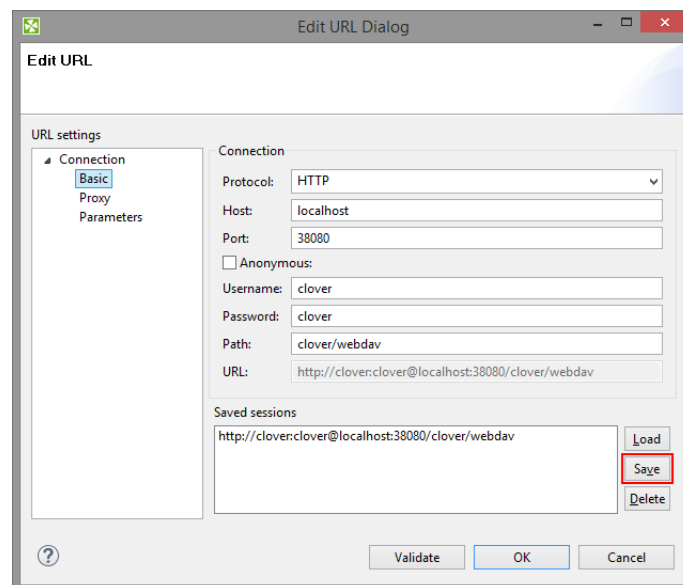 Edit URL Dialog
Edit URL
URL settings
Connection
Basic
Proxy
Parameters
Connection
Protocol: HTTP
Host: localhost
Port: 38080
Anonymous:
Username: clover
Password: clover
Path: clover/webdav
URL: http://clover:clover@localhost:38080/clover/webdav
Saved sessions
http://clover:clover@localhost:38080/clover/webdav
Load
Save
Delete
? Validate OK Cancel